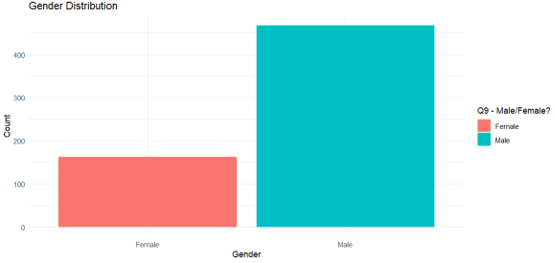 Gender Distribution
Count
400
300
200
100
0
Female
Male
Gender
Q9 - Male/Female?
Female
Male